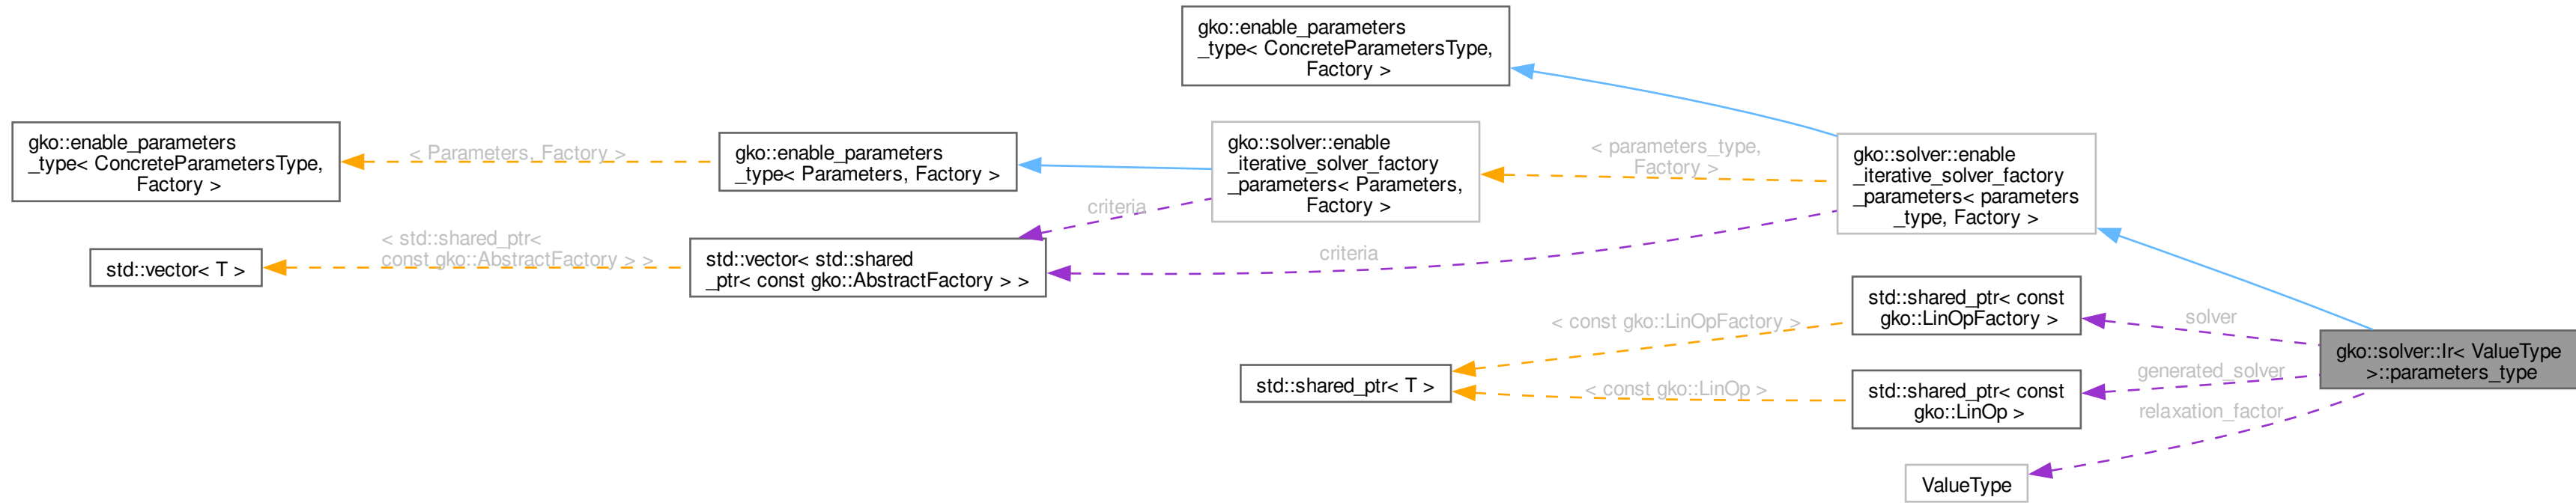 gko::enable_parameters
_type< ConcreteParametersType,
Factory >
gko::enable_parameters
_type< ConcreteParametersType,
Factory >
< Parameters, Factory >
gko::enable_parameters
_type< Parameters, Factory >
gko::solver::enable
_iterative_solver_factory
_parameters< Parameters,
Factory >
< parameters_type,
Factory >
gko::solver::enable
_iterative_solver_factory
_parameters< parameters
_type, Factory >
criteria
std::vector< T >
< std::shared_ptr<
const gko::AbstractFactory > >
std::vector< std::shared
_ptr< const gko::AbstractFactory > >
criteria
std::shared_ptr< const
gko::LinOpFactory >
solver
< const gko::LinOpFactory >
gko::solver::Ir< ValueType
>::parameters_type
std::shared_ptr< T >
< const gko::LinOp >
std::shared_ptr< const
gko::LinOp >
generated_solver
relaxation_factor
ValueType